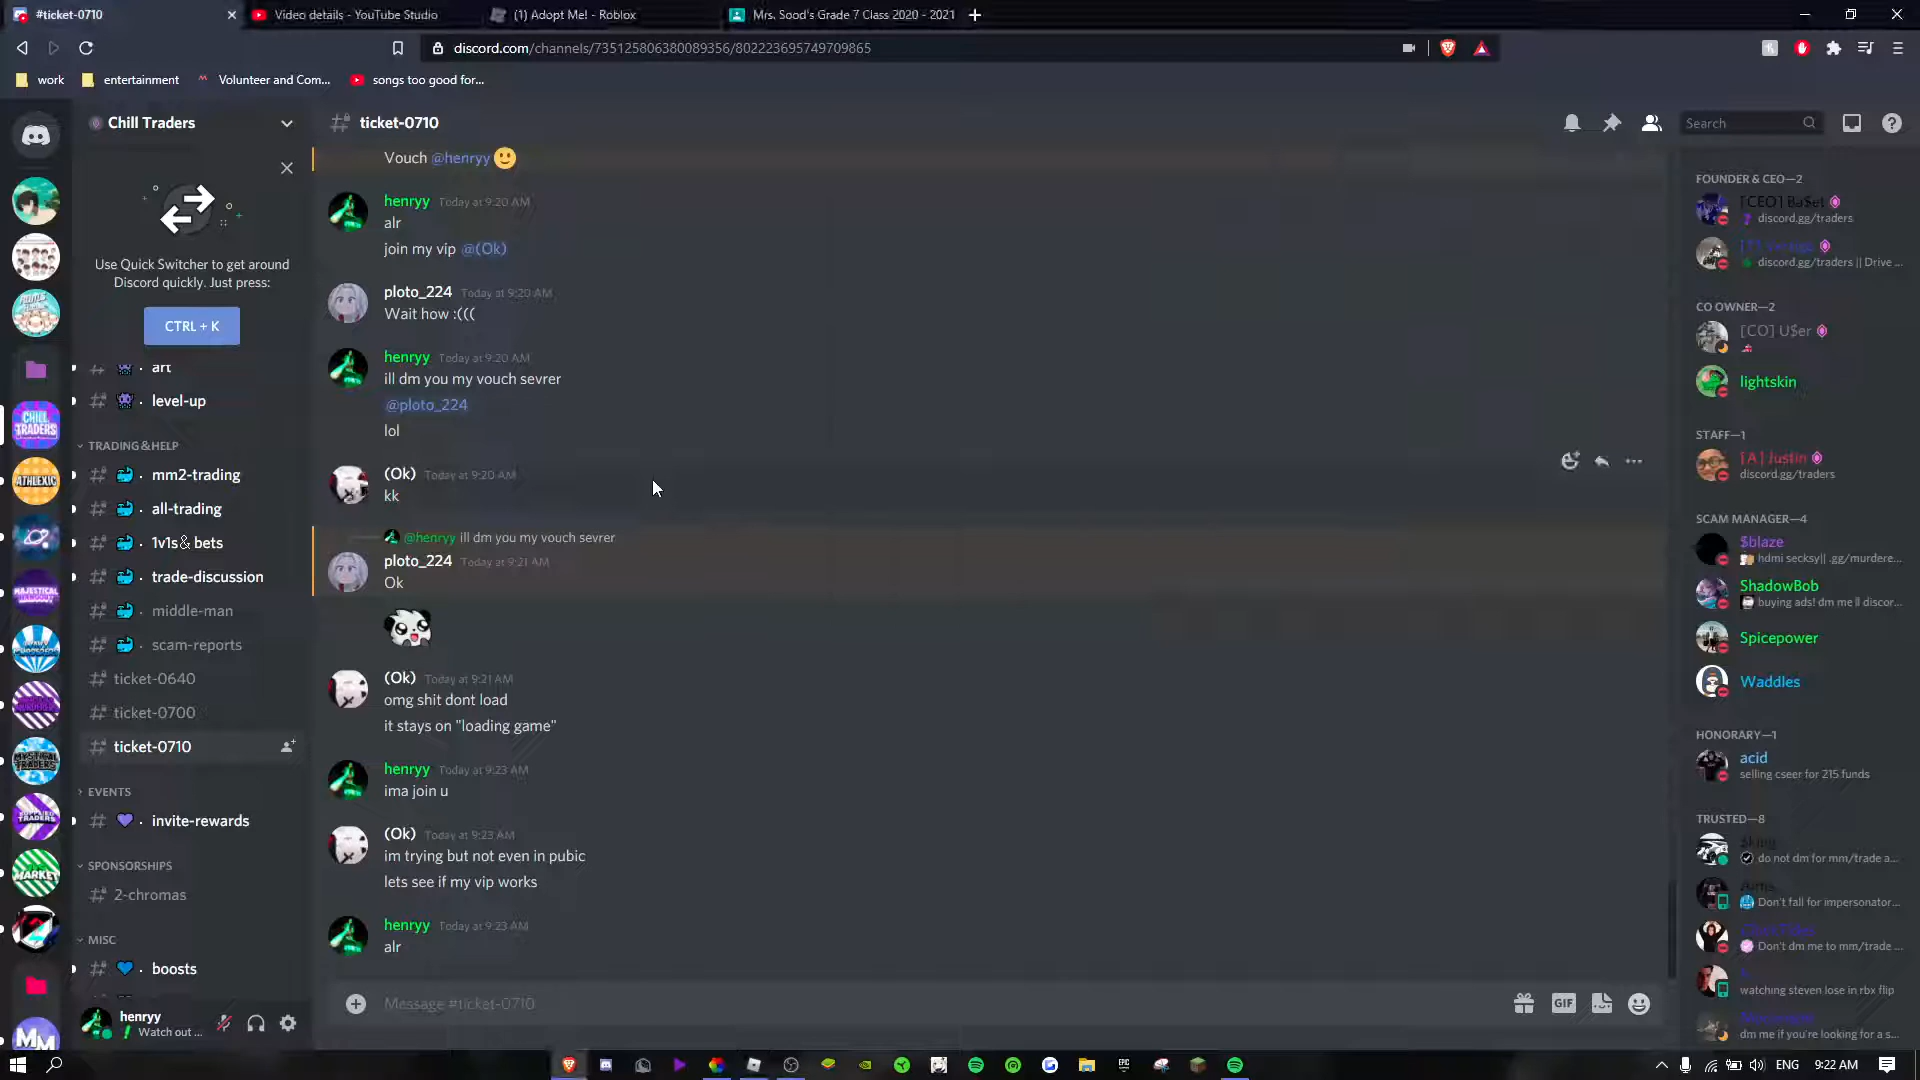 #ticket-0710
Video details - YouTube Studio
(1) Adopt Me! - Roblox
Mrs. Sood's Grade 7 Class 2020 - 2021
discord.com/channels/735125806380089356/802223695749709865
work
entertainment
Volunteer and Com...
songs too good for...
Chill Traders
Use Quick Switcher to get around
Discord quickly. Just press:
CTRL + K
art
level-up
TRADING&HELP
mm2-trading
all-trading
1v1s& bets
trade-discussion
middle-man
scam-reports
ticket-0640
ticket-0700
ticket-0710
EVENTS
invite-rewards
SPONSORSHIPS
2-chromas
MISC
boosts
henryy
Watch out ...
CHILL
TRADERS
ATHLEXIC
MARKET
ticket-0710
Search
Vouch @henryy
henryy Today at 9:20 AM
alr
join my vip @(Ok)
ploto_224 Today at 9:20 AM
Wait how :(((
henryy Today at 9:20 AM
ill dm you my vouch sevrer
@ploto_224
lol
(Ok) Today at 9:20 AM
kk
@henryy ill dm you my vouch sevrer
ploto_224 Today at 9:21 AM
Ok
(Ok) Today at 9:21 AM
omg shit dont load
it stays on "loading game"
henryy Today at 9:23 AM
ima join u
(Ok) Today at 9:23 AM
im trying but not even in pubic
lets see if my vip works
henryy Today at 9:23 AM
alr
Message #ticket-0710
GIF
FOUNDER & CEO—2
[CEO] Ba$et
discord.gg/traders
discord.gg/traders || Drive ...
CO OWNER—2
[CO] U$er
lightskin
STAFF—1
[A] Justin
discord.gg/traders
SCAM MANAGER—4
$blaze
hdmi secksy|| .gg/murdere...
ShadowBob
buying ads! dm me || discor...
Spicepower
Waddles
HONORARY—1
acid
selling cseer for 215 funds
TRUSTED—8
$king
do not dm for mm/trade a...
Don't fall for impersonator...
Don't dm me to mm/trade ...
watching steven lose in rbx flip
dm me if you're looking for a s...
EPIC
ENG
9:22 AM